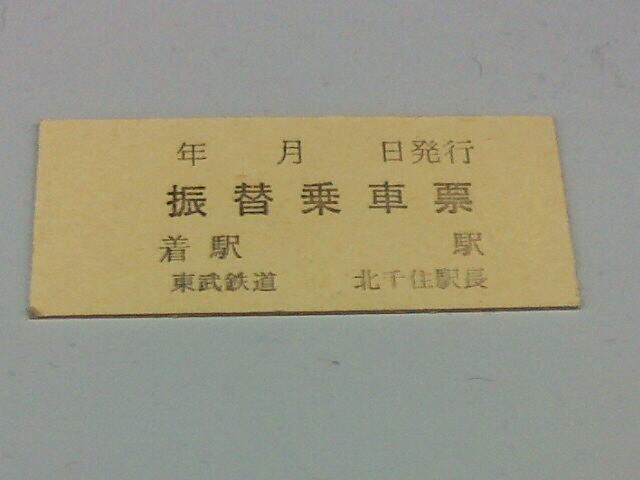 年 月 日発行
振替乗車票
着駅 駅
東武鉄道 北千住駅長